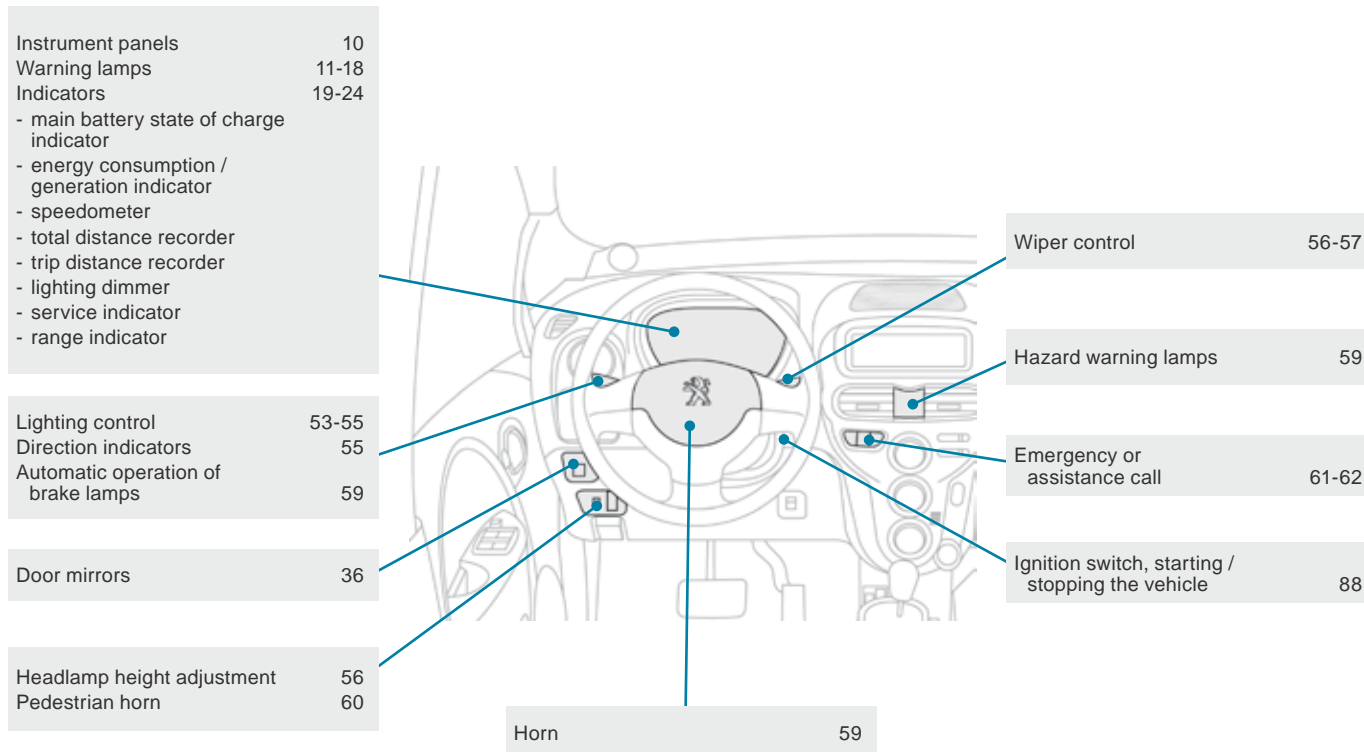 Instrument panels 10
Warning lamps 11-18
Indicators 19-24
- main battery state of charge
indicator
- energy consumption /
generation indicator
- speedometer
- total distance recorder
- trip distance recorder
- lighting dimmer
- service indicator
- range indicator
Lighting control 53-55
Direction indicators 55
Automatic operation of
brake lamps 59
Door mirrors 36
Headlamp height adjustment 56
Pedestrian horn 60
Horn 59
Wiper control 56-57
Hazard warning lamps 59
Emergency or
assistance call 61-62
Ignition switch, starting /
stopping the vehicle 88